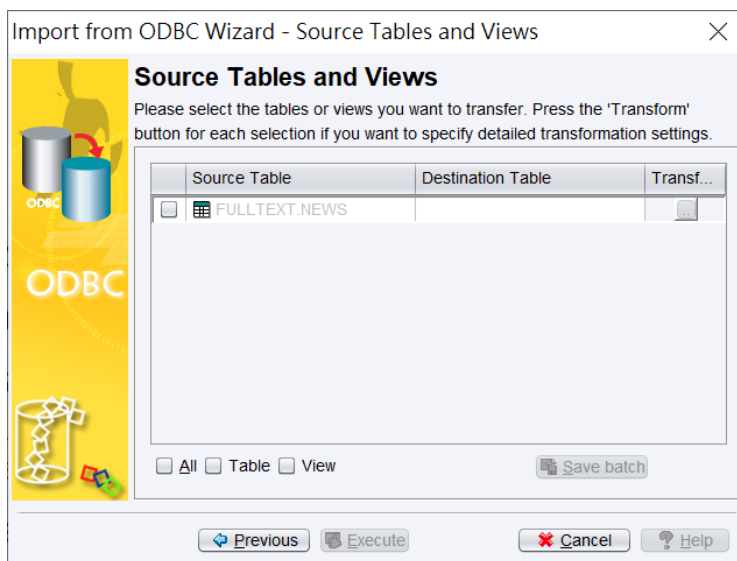 Import from ODBC Wizard - Source Tables and Views
Source Tables and Views
Please select the tables or views you want to transfer. Press the 'Transform'
button for each selection if you want to specify detailed transformation settings.
Source Table Destination Table Transf...
FULLTEXT.NEWS ...
ODBC
ODBC
All Table View Save batch
Previous Execute Cancel Help